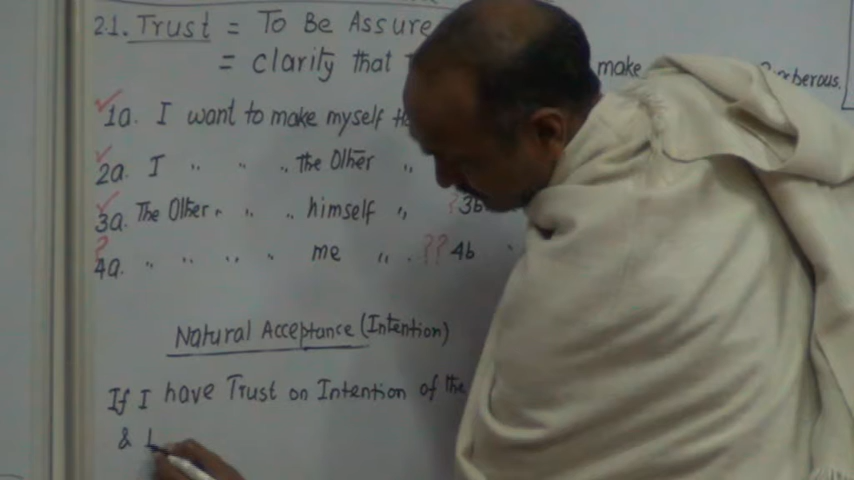 2.1. Trust = To Be Assure
= clarity that
make
1a. I want to make myself
2a. I " " " the Other "
3a. The Other " " " himself " ? 3b
? 4a. " " " " me " . ?? 4b "
Natural Acceptance (Intention)
If I have Trust on Intention of the
& I